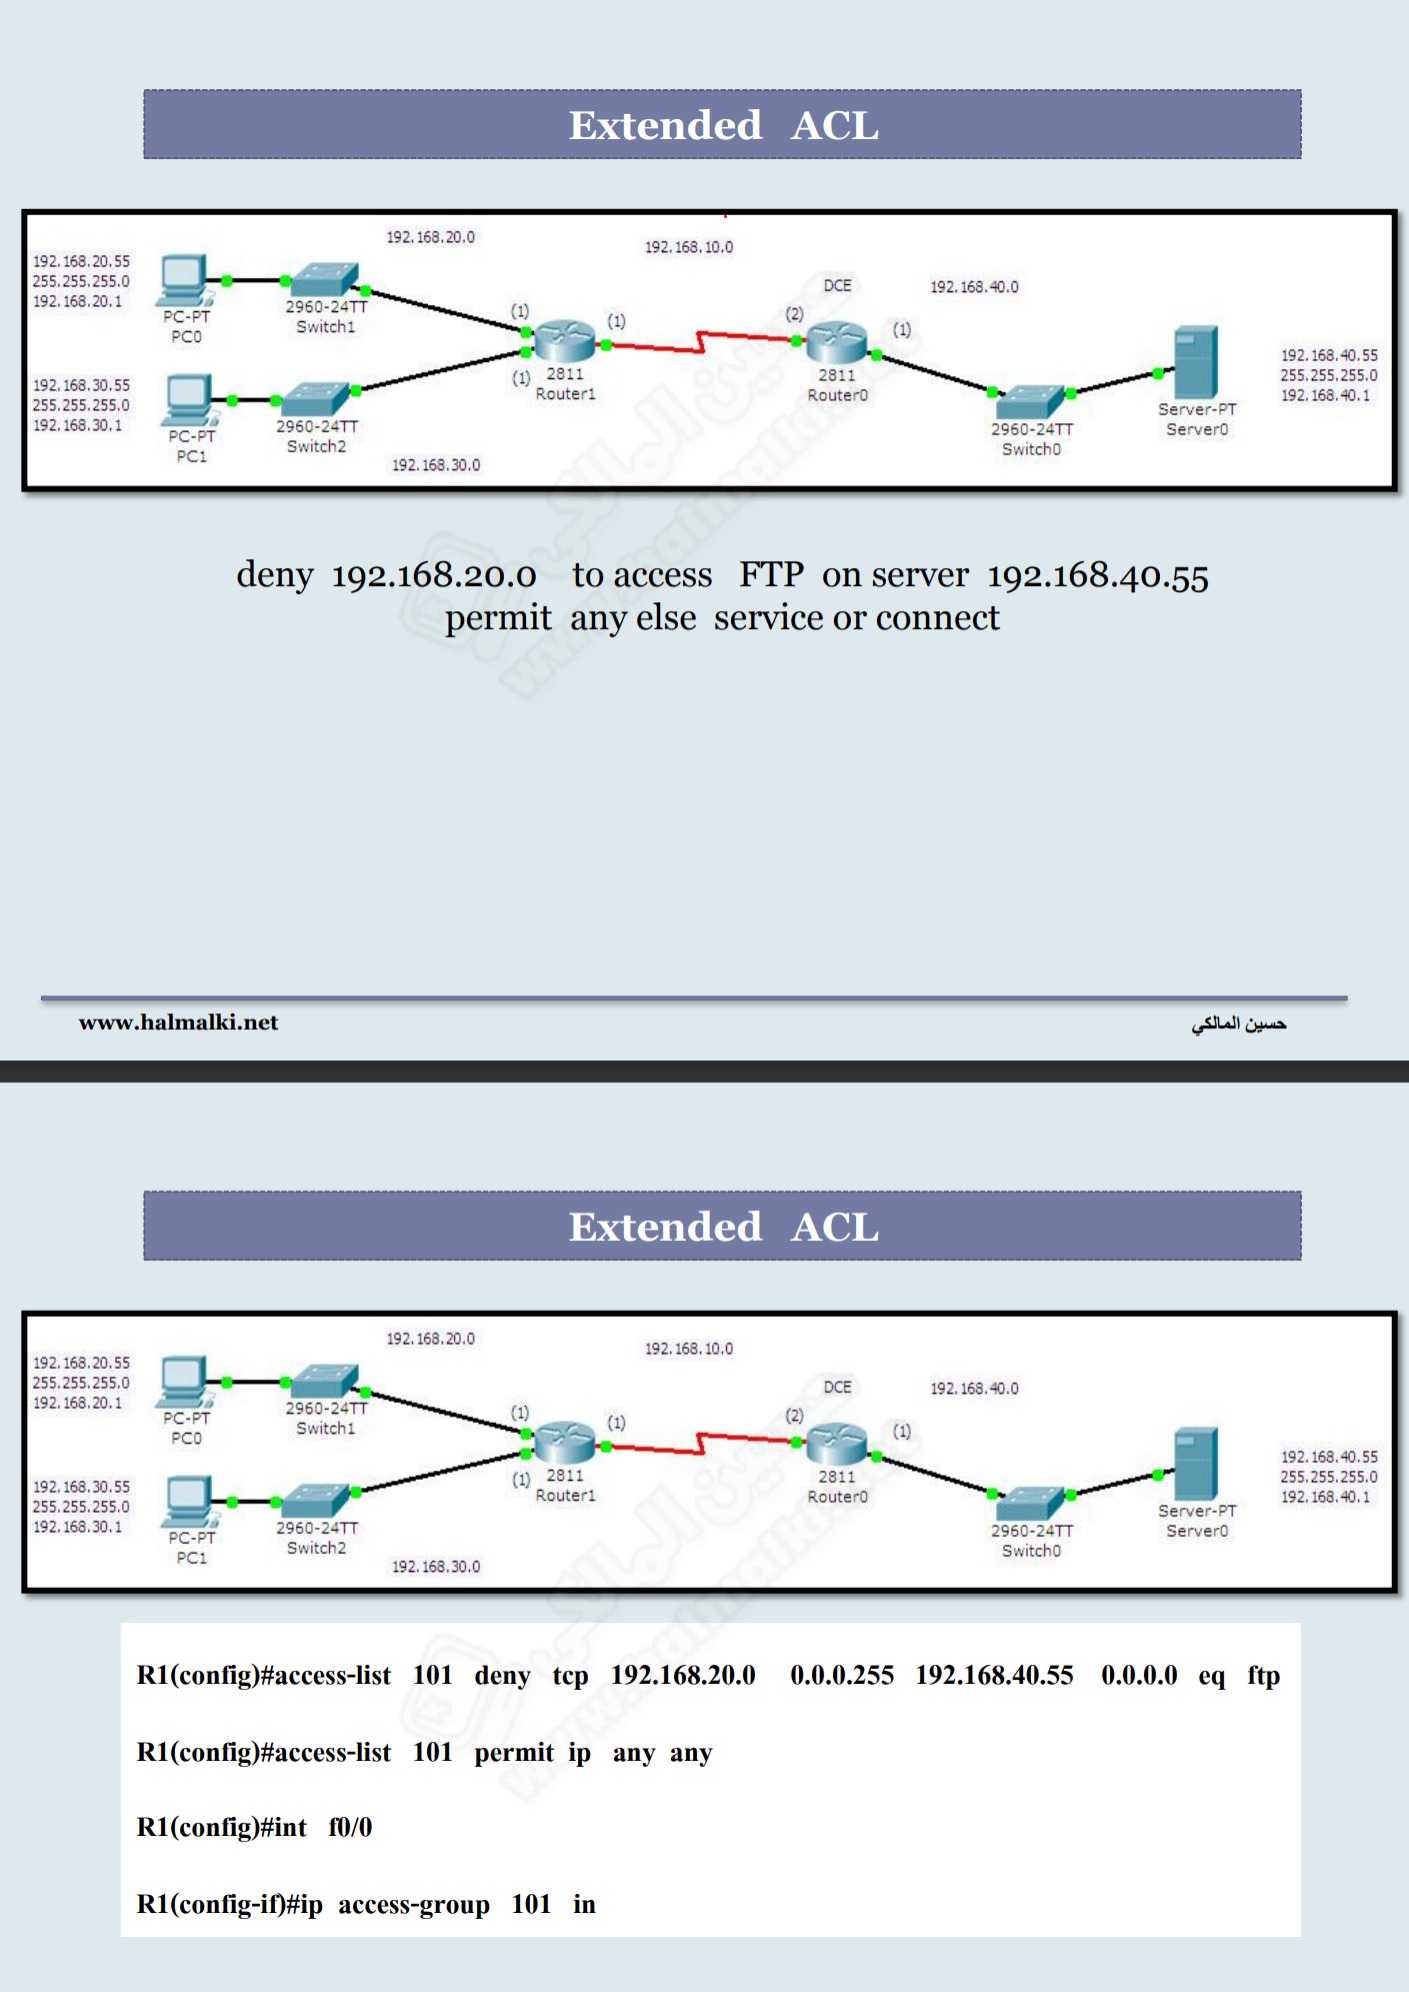 Extended ACL
192.168.20.0
192.168.10.0
192.168.20.55
255.255.255.0
192.168.20.1
PC-PT
PC0
2960-24TT
Switch1
DCE
192.168.40.0
(1)
(1)
(2)
(1)
192.168.30.55
255.255.255.0
192.168.30.1
PC-PT
PC1
2960-24TT
Switch2
(1)
2811
Router1
2811
Router0
192.168.30.0
2960-24TT
Switch0
Server-PT
Server0
192.168.40.55
255.255.255.0
192.168.40.1
deny 192.168.20.0 to access FTP on server 192.168.40.55
permit any else service or connect
www.halmalki.net
حسين المالكي
Extended ACL
192.168.20.0
192.168.10.0
192.168.20.55
255.255.255.0
192.168.20.1
PC-PT
PC0
2960-24TT
Switch1
DCE
192.168.40.0
(1)
(1)
(2)
(1)
192.168.30.55
255.255.255.0
192.168.30.1
PC-PT
PC1
2960-24TT
Switch2
(1)
2811
Router1
2811
Router0
192.168.30.0
2960-24TT
Switch0
Server-PT
Server0
192.168.40.55
255.255.255.0
192.168.40.1
R1(config)#access-list 101 deny tcp 192.168.20.0 0.0.0.255 192.168.40.55 0.0.0.0 eq ftp
R1(config)#access-list 101 permit ip any any
R1(config)#int f0/0
R1(config-if)#ip access-group 101 in